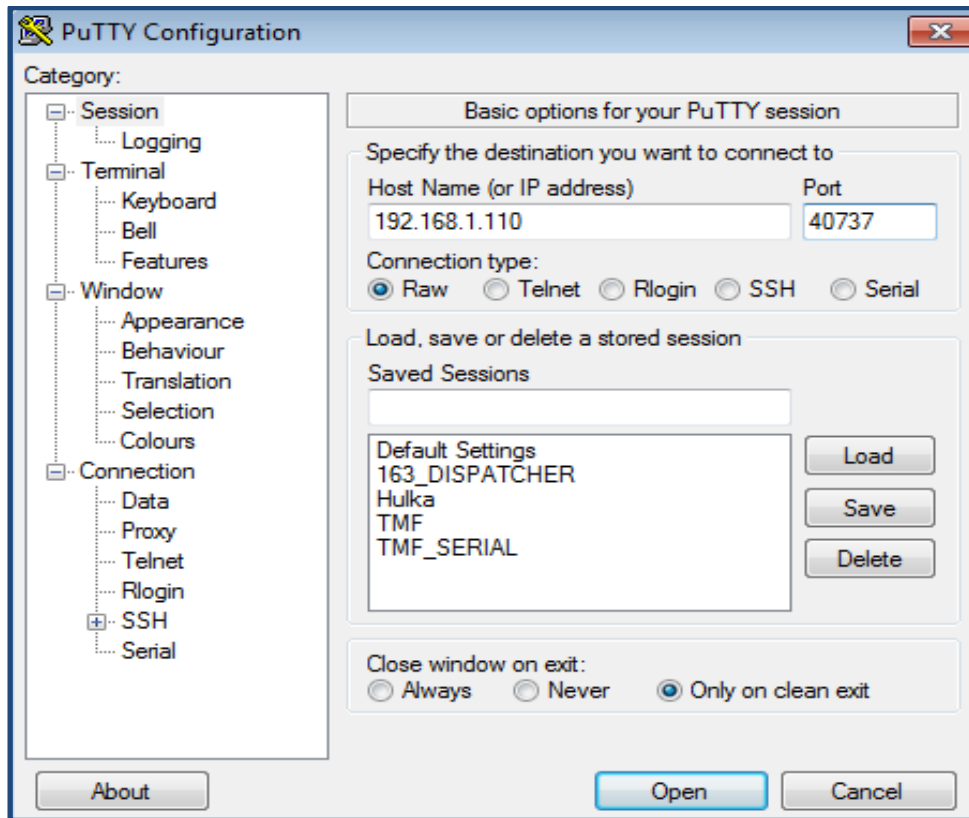 PuTTY Configuration
Category:
Session
Logging
Terminal
Keyboard
Bell
Features
Window
Appearance
Behaviour
Translation
Selection
Colours
Connection
Data
Proxy
Telnet
Rlogin
SSH
Serial
Basic options for your PuTTY session
Specify the destination you want to connect to
Host Name (or IP address) Port
192.168.1.110 40737
Connection type:
Raw Telnet Rlogin SSH Serial
Load, save or delete a stored session
Saved Sessions
Default Settings
163_DISPATCHER
Hulka
TMF
TMF_SERIAL
Load
Save
Delete
Close window on exit:
Always Never Only on clean exit
About Open Cancel